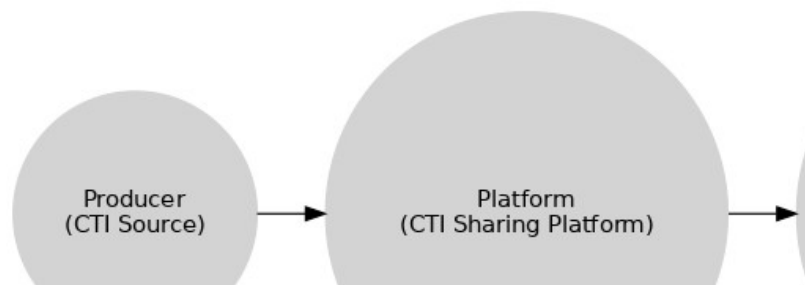 Producer
(CTI Source)
Platform
(CTI Sharing Platform)